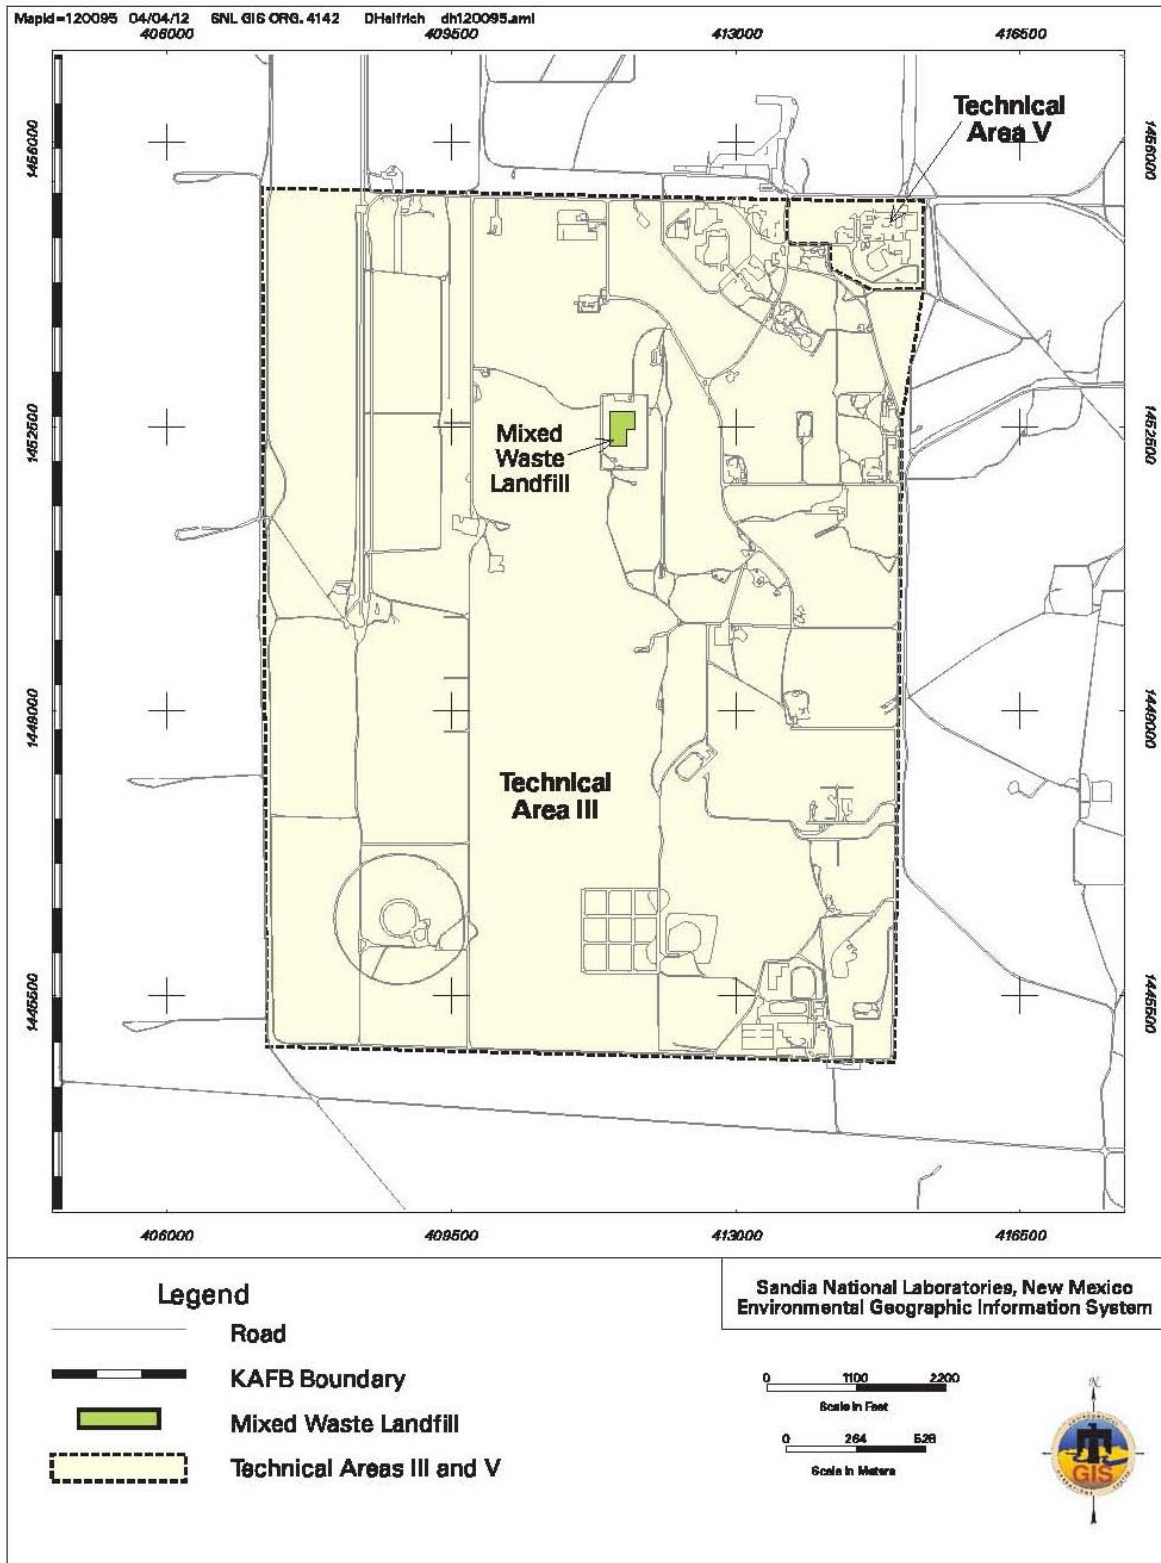 MapId=120095 04/04/12 SNL GIS ORG. 4142 DHelfrich dh120095.aml
406000 409500 413000 416500
1456000
1456000
Technical
Area V
1452500
1452500
Mixed
Waste
Landfill
1449000
1449000
Technical
Area III
1445500
1445500
406000 409500 413000 416500
Legend
Road
KAFB Boundary
Mixed Waste Landfill
Technical Areas III and V
Sandia National Laboratories, New Mexico
Environmental Geographic Information System
0 1100 2200
Scale in Feet
0 264 528
Scale in Meters
N
GIS